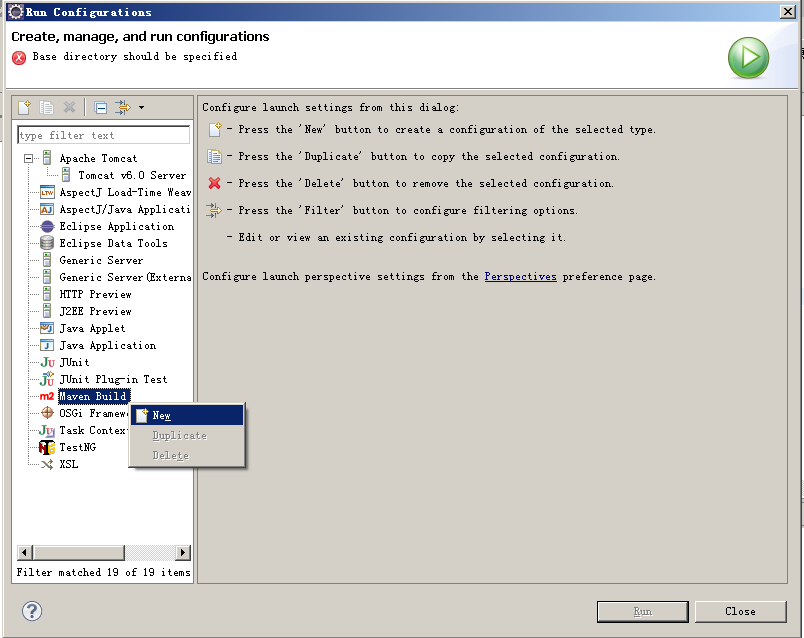 Run Configurations
Create, manage, and run configurations
Base directory should be specified
type filter text
Apache Tomcat
Tomcat v6.0 Server
LTW AspectJ Load-Time Weav
AJ AspectJ/Java Applicati
Eclipse Application
Eclipse Data Tools
Generic Server
Generic Server(Externa
HTTP Preview
J2EE Preview
Java Applet
Java Application
Ju JUnit
Ju JUnit Plug-in Test
m2 Maven Build
OSGi Framew
Ju Task Contex
TestNG
XSL
New
Duplicate
Delete
Filter matched 19 of 19 items
Configure launch settings from this dialog:
- Press the 'New' button to create a configuration of the selected type.
- Press the 'Duplicate' button to copy the selected configuration.
- Press the 'Delete' button to remove the selected configuration.
- Press the 'Filter' button to configure filtering options.
- Edit or view an existing configuration by selecting it.
Configure launch perspective settings from the Perspectives preference page.
?
Run
Close